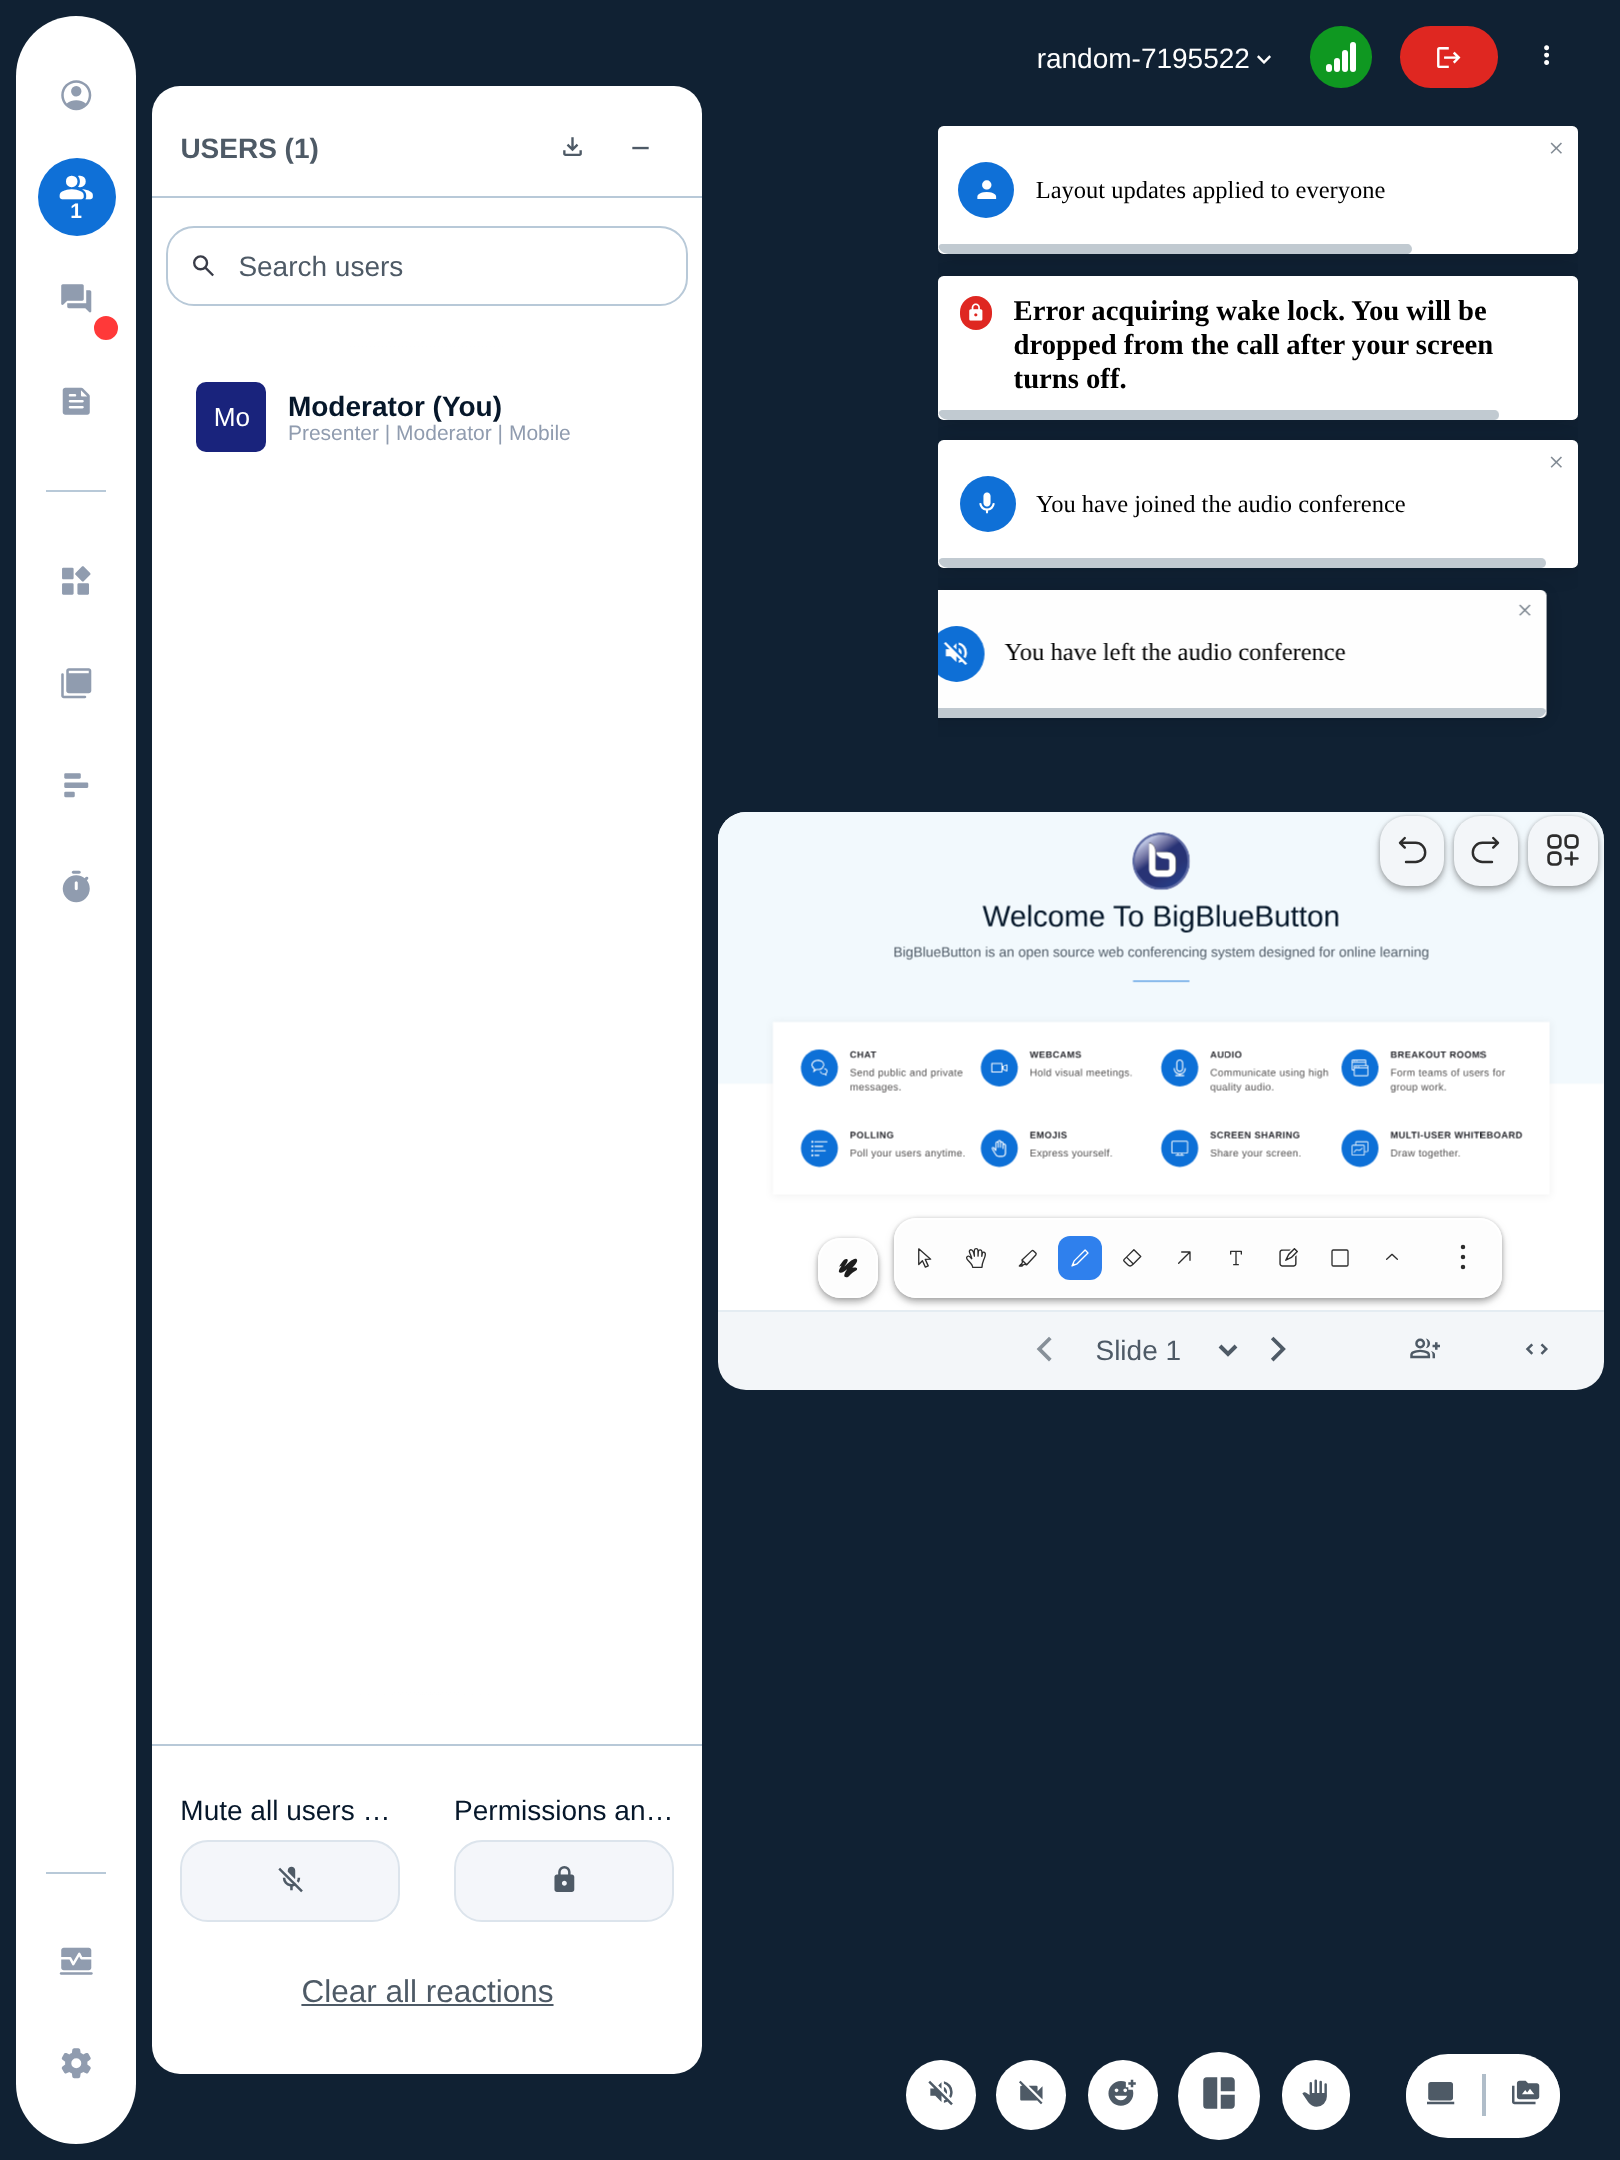 random-7195522
1
USERS (1)
Search users
Mo
Moderator (You)
Presenter | Moderator | Mobile
Layout updates applied to everyone
Error acquiring wake lock. You will be
dropped from the call after your screen
turns off.
You have joined the audio conference
You have left the audio conference
Welcome To BigBlueButton
BigBlueButton is an open source web conferencing system designed for online learning
CHAT
Send public and private
messages.
WEBCAMS
Hold visual meetings.
AUDIO
Communicate using high
quality audio.
BREAKOUT ROOMS
Form teams of users for
group work.
POLLING
Poll your users anytime.
EMOJIS
Express yourself.
SCREEN SHARING
Share your screen.
MULTI-USER WHITEBOARD
Draw together.
Slide 1
Mute all users ...
Permissions an...
Clear all reactions